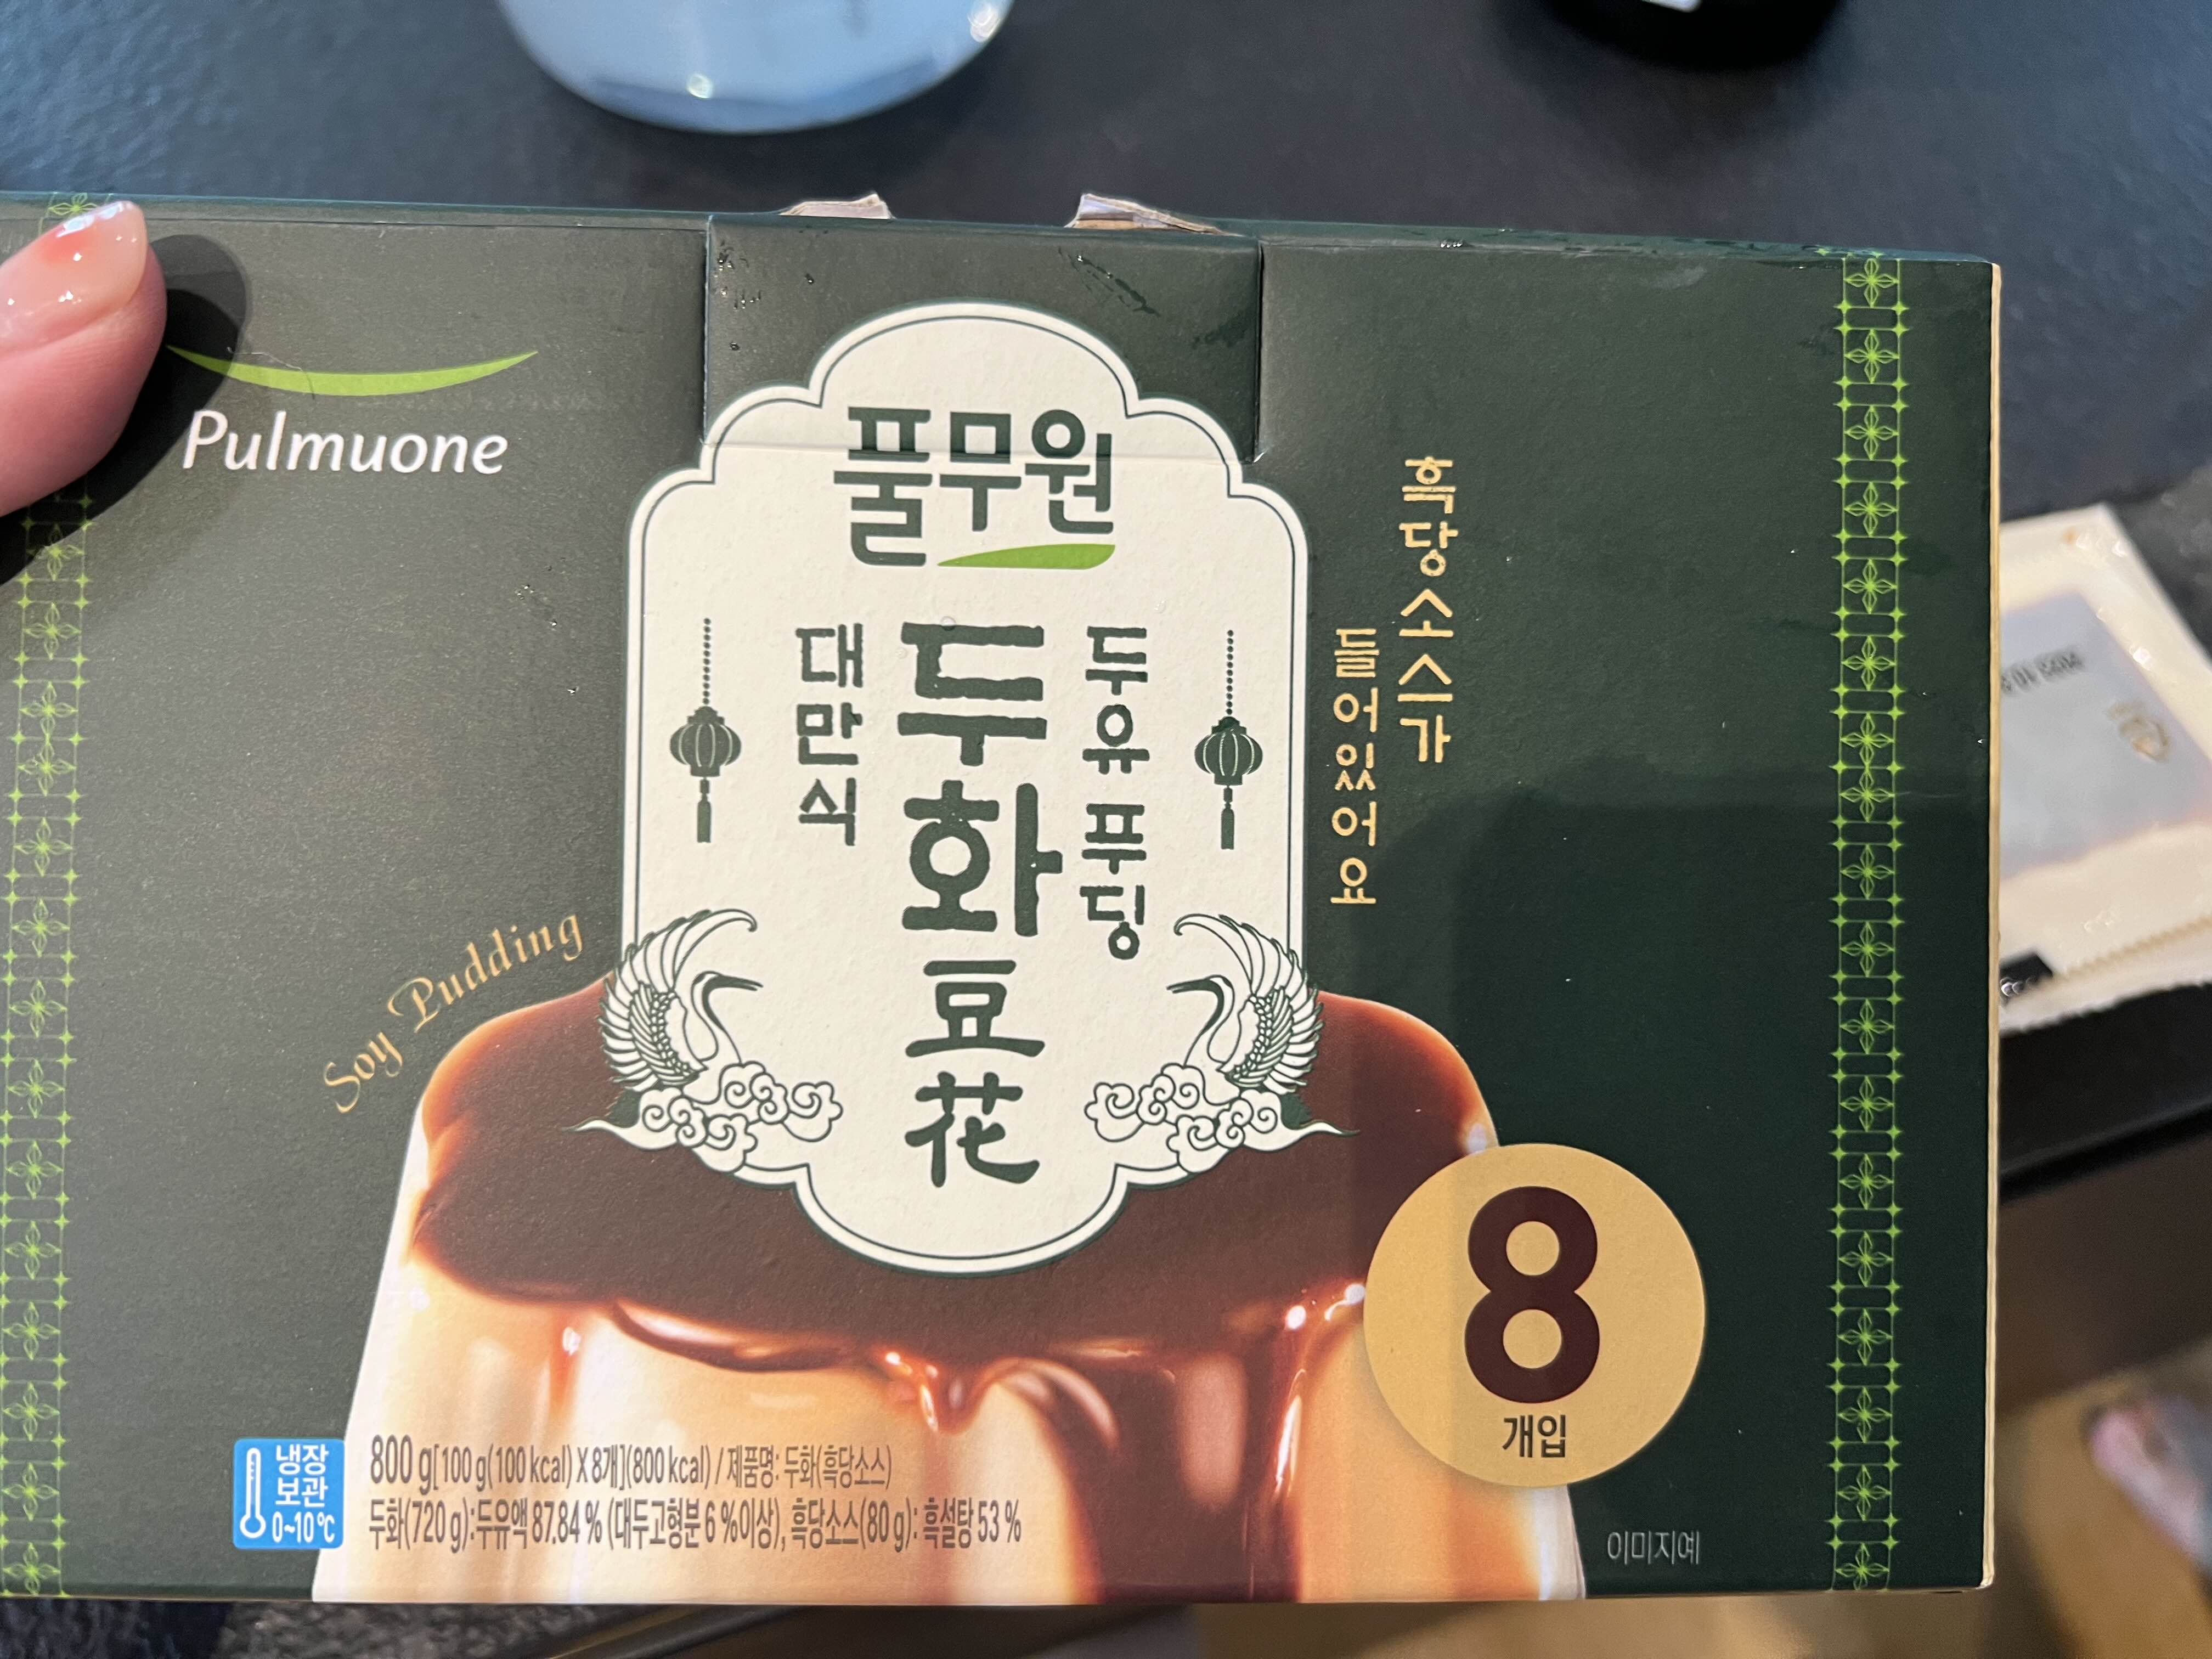 Pulmuone
풀무원
대만식
두화
豆花
두유 푸딩
흑당소스가
들어있어요
Soy Pudding
8
개입
냉장
보관
0~10℃
800 g[100 g(100 kcal) X 8개](800 kcal) / 제품명: 두화(흑당소스)
두화(720 g):두유액 87.84 % (대두고형분 6 %이상), 흑당소스(80 g): 흑설탕 53 %
이미지예